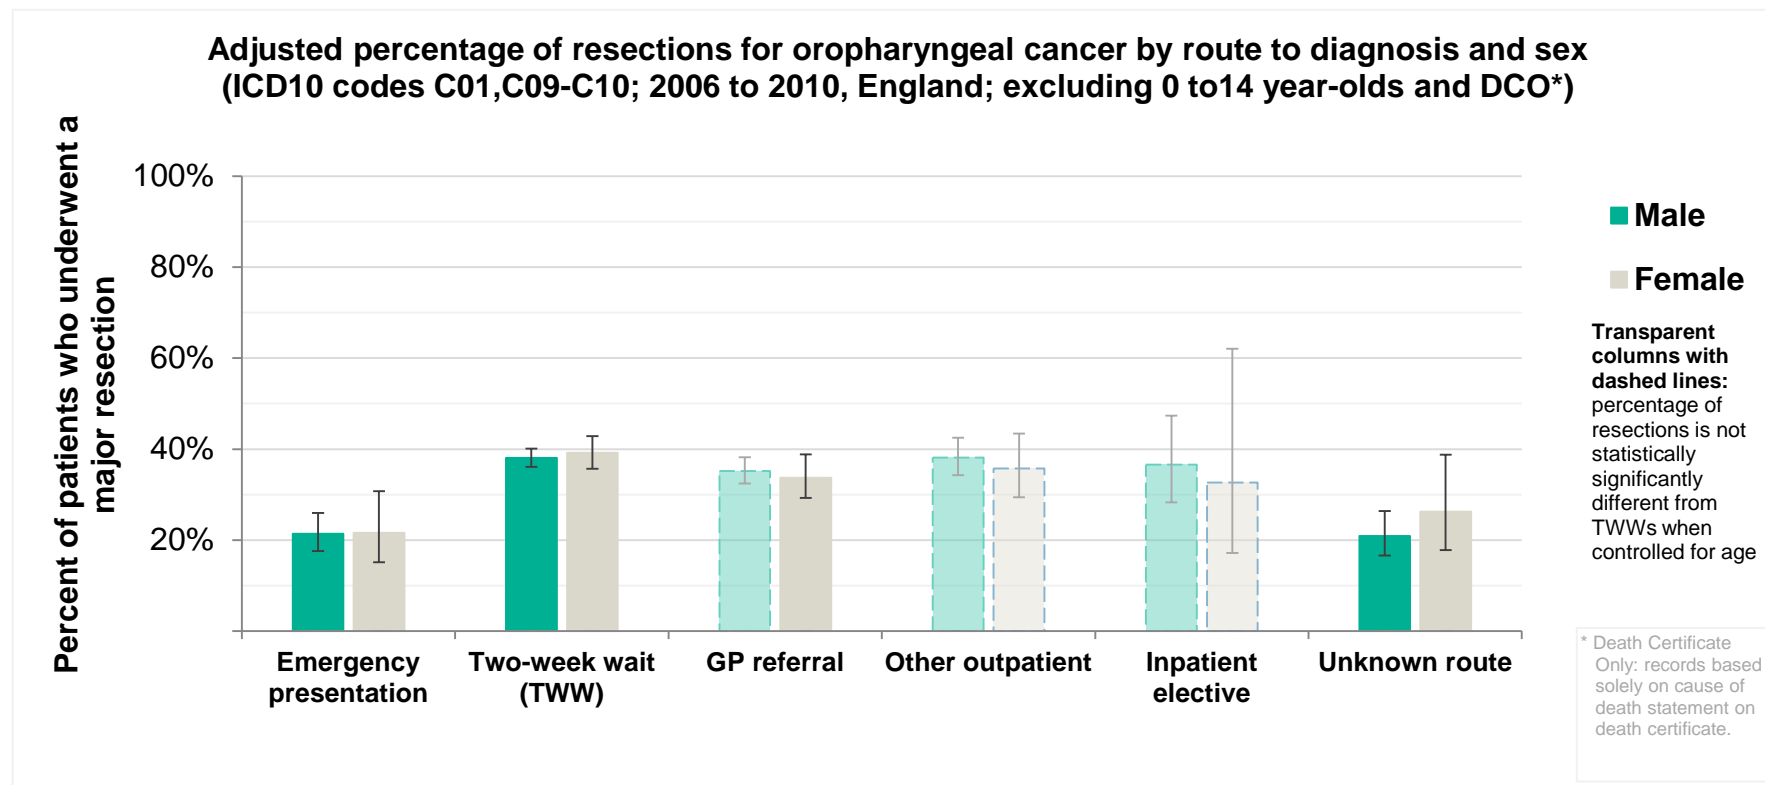 Adjusted percentage of resections for oropharyngeal cancer by route to diagnosis and sex
(ICD10 codes C01,C09-C10; 2006 to 2010, England; excluding 0 to14 year-olds and DCO*)
Percent of patients who underwent a
major resection
100%
80%
60%
40%
20%
Emergency
presentation
Two-week wait
(TWW)
GP referral
Other outpatient
Inpatient
elective
Unknown route
Male
Female
Transparent
columns with
dashed lines:
percentage of
resections is not
statistically
significantly
different from
TWWs when
controlled for age
* Death Certificate
Only: records based
solely on cause of
death statement on
death certificate.